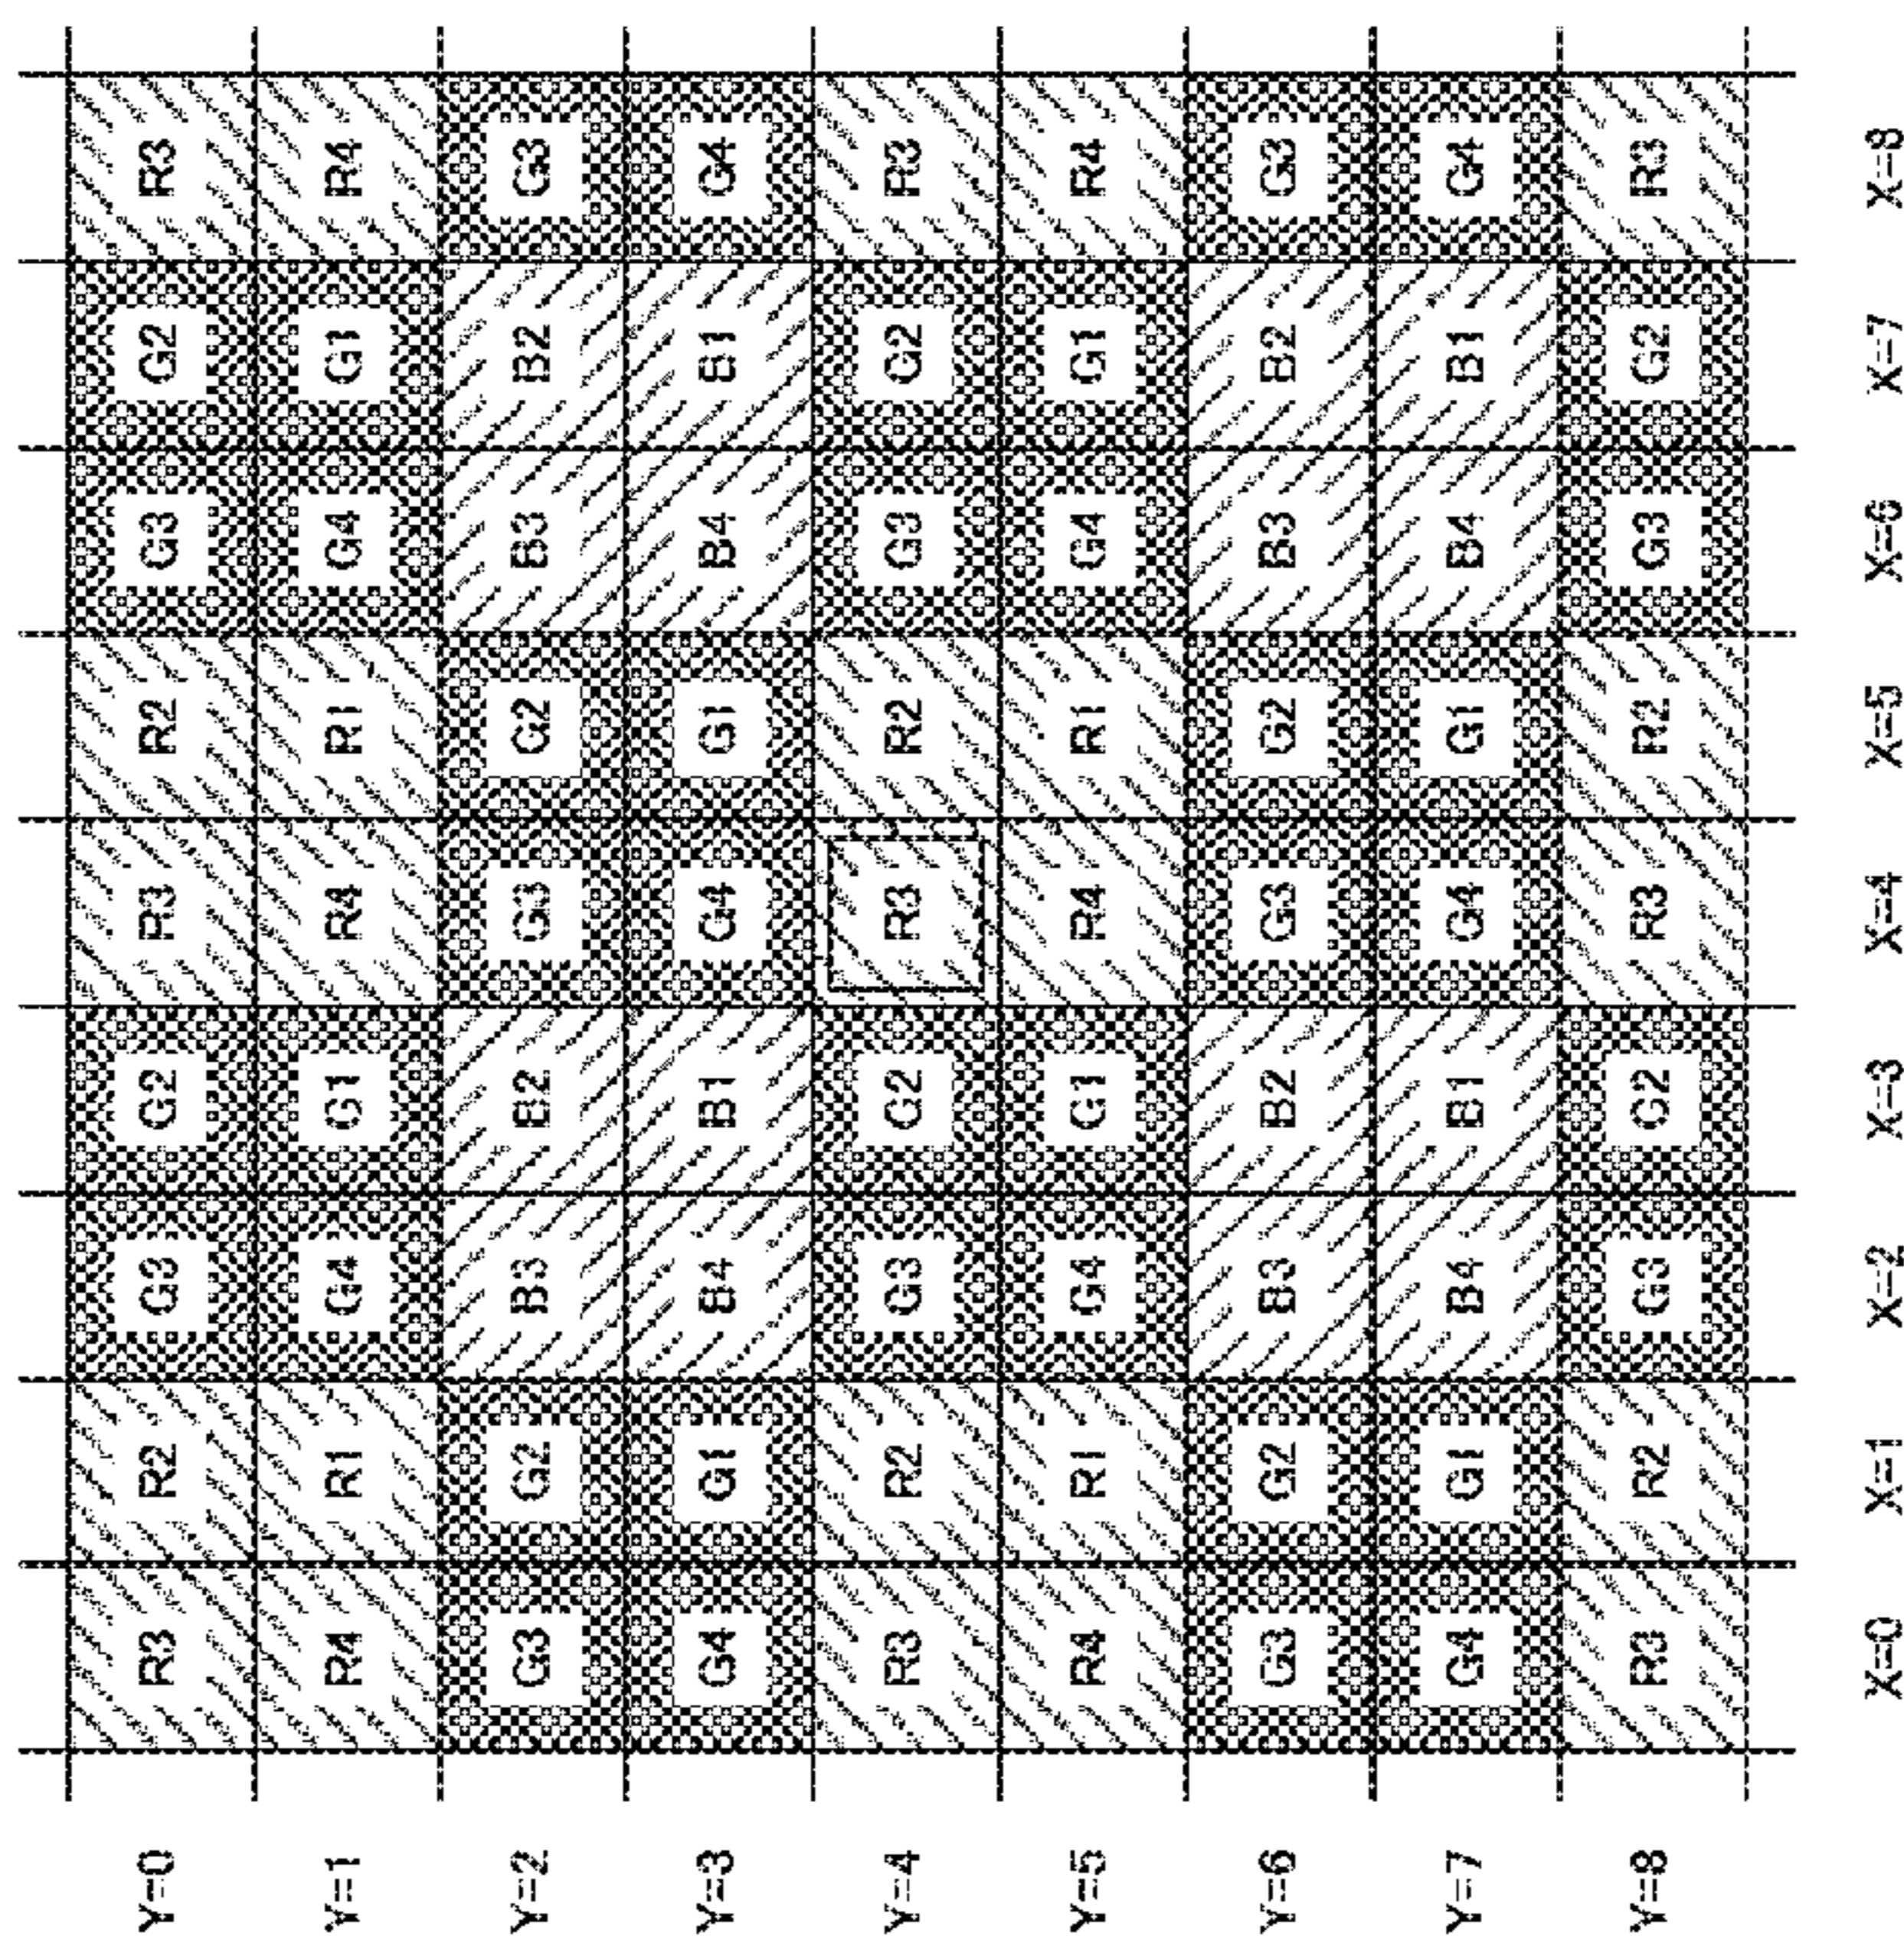 Y=0 R3 R2 G3 G2 R3 R2 G3 G2 R3
Y=1 R4 R1 G4 G1 R4 R1 G4 G1 R4
Y=2 G3 G2 B3 B2 G3 G2 B3 B2 G3
Y=3 G4 G1 B4 B1 G4 G1 B4 B1 G4
Y=4 R3 R2 G3 G2 R3 R2 G3 G2 R3
Y=5 R4 R1 G4 G1 R4 R1 G4 G1 R4
Y=6 G3 G2 B3 B2 G3 G2 B3 B2 G3
Y=7 G4 G1 B4 B1 G4 G1 B4 B1 G4
Y=8 R3 R2 G3 G2 R3 R2 G3 G2 R3
X=0 X=1 X=2 X=3 X=4 X=5 X=6 X=7 X=8